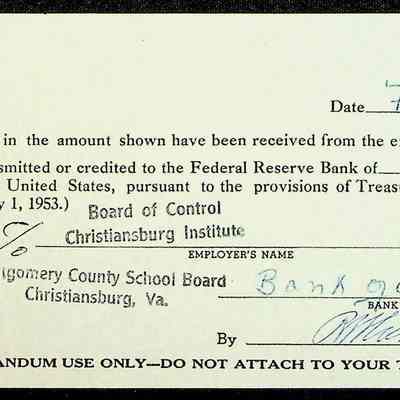 Date
in the amount shown have been received from the e
smitted or credited to the Federal Reserve Bank of
United States, pursuant to the provisions of Treas
y 1, 1953.)
Board of Control
c/o Christiansburg Institute
EMPLOYER'S NAME
tgomery County School Board
Christiansburg, Va.
Bank of
BANK
By
ANDUM USE ONLY—DO NOT ATTACH TO YOUR T